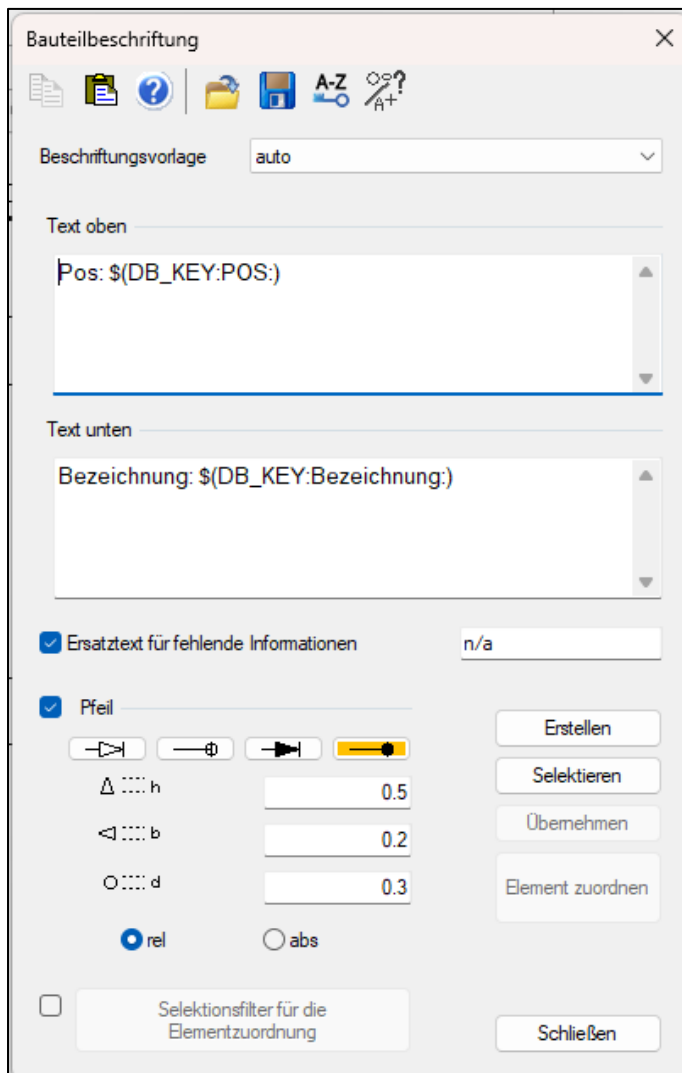 Bauteilbeschriftung
A-Z
A+
?
Beschriftungsvorlage auto
Text oben
Pos: $(DB_KEY:POS:)
Text unten
Bezeichnung: $(DB_KEY:Bezeichnung:)
Ersatztext für fehlende Informationen n/a
Pfeil
Erstellen
h 0.5
Selektieren
b 0.2
Übernehmen
d 0.3
Element zuordnen
rel abs
Selektionsfilter für die
Elementzuordnung
Schließen